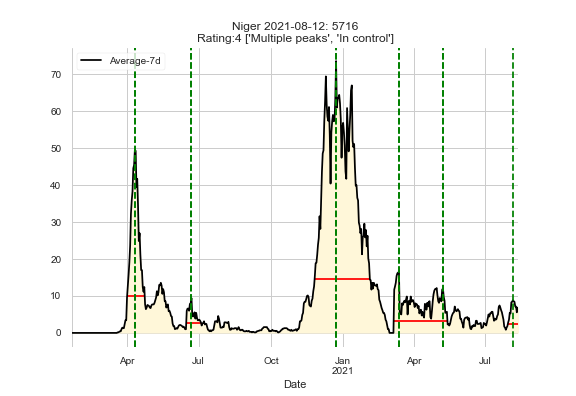 Niger 2021-08-12: 5716
Rating:4 ['Multiple peaks', 'In control']
Average-7d
70
60
50
40
30
20
10
0
Apr
Jul
Oct
Jan
2021
Apr
Jul
Date